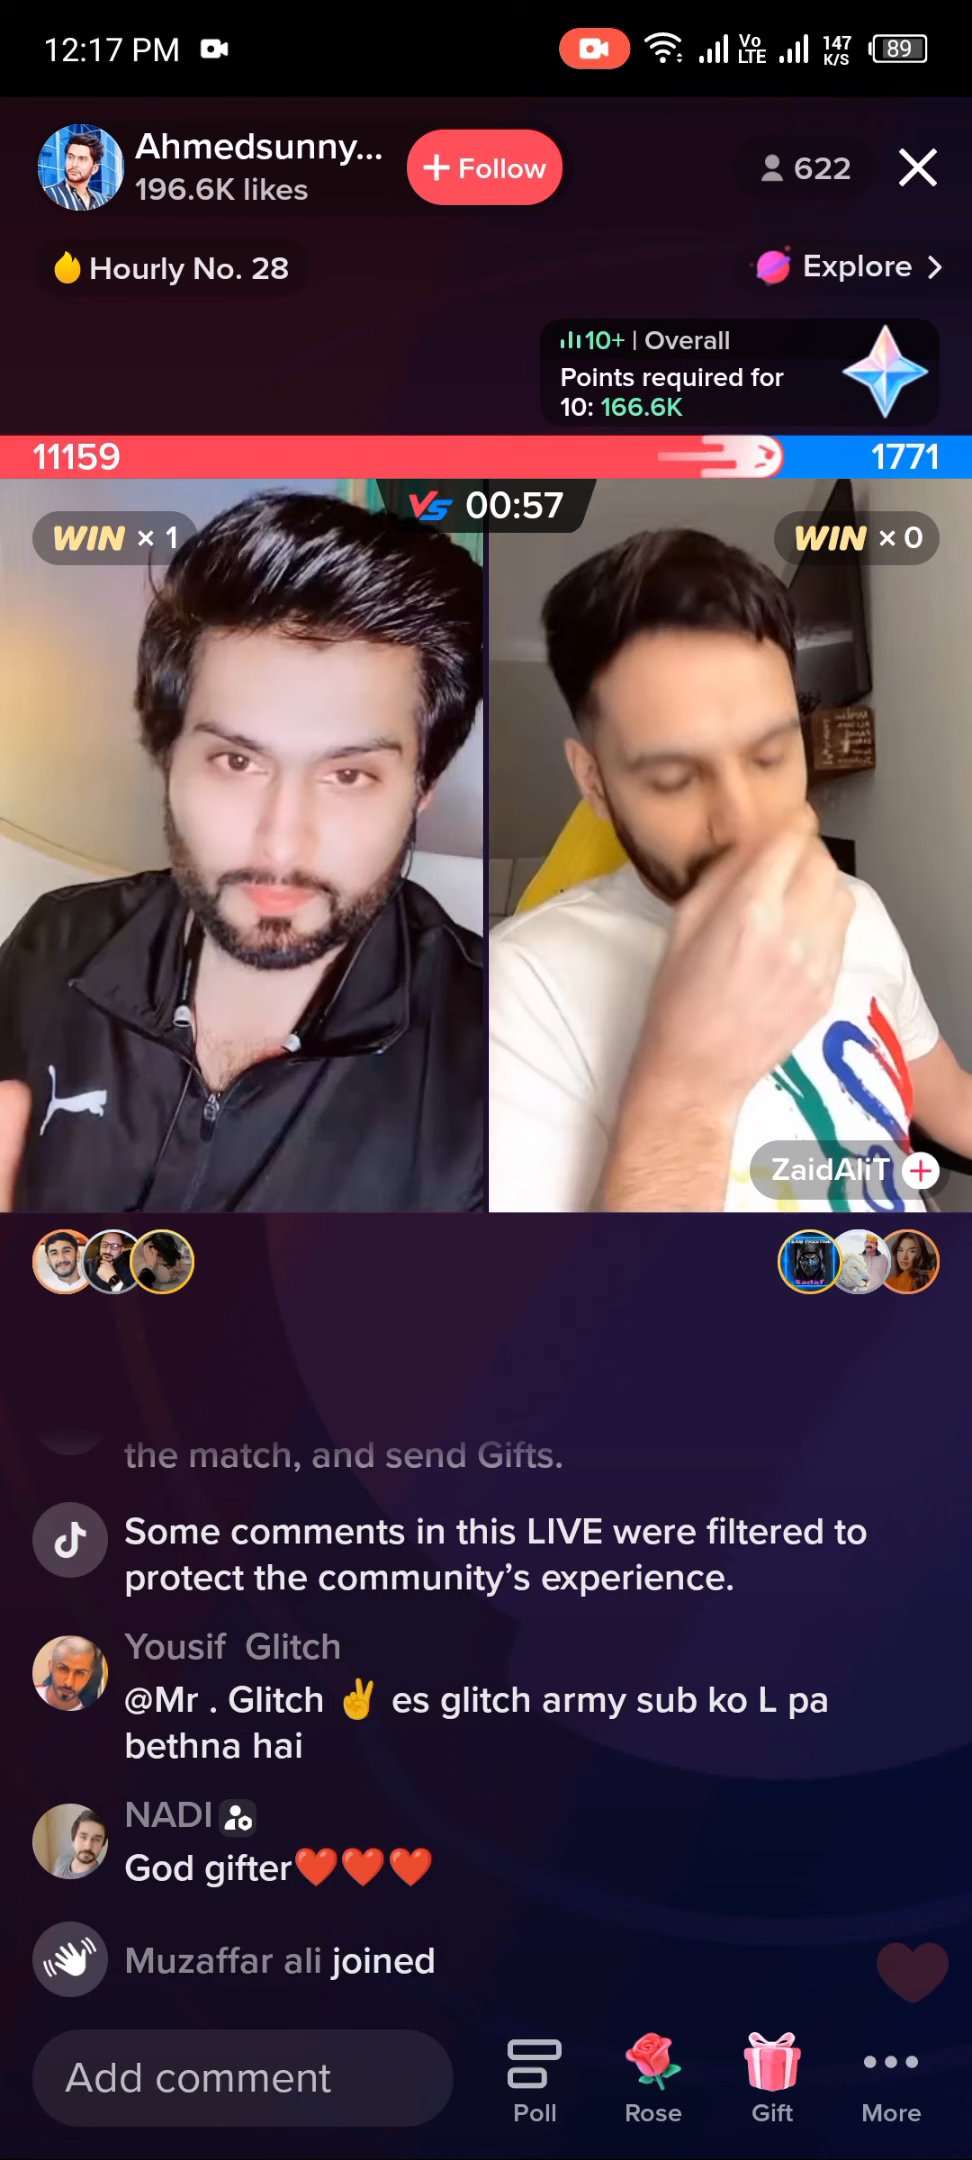 12:17 PM
Vo LTE
147 K/S
89
Ahmedsunny...
196.6K likes
+ Follow
622
Hourly No. 28
Explore >
10+ | Overall
Points required for
10: 166.6K
11159
1771
VS 00:57
WIN × 1
WIN × 0
ZaidAliT
the match, and send Gifts.
Some comments in this LIVE were filtered to
protect the community's experience.
Yousif Glitch
@Mr . Glitch ✌️ es glitch army sub ko L pa
bethna hai
NADI
God gifter❤️❤️❤️
Muzaffar ali joined
Add comment
Poll
Rose
Gift
More